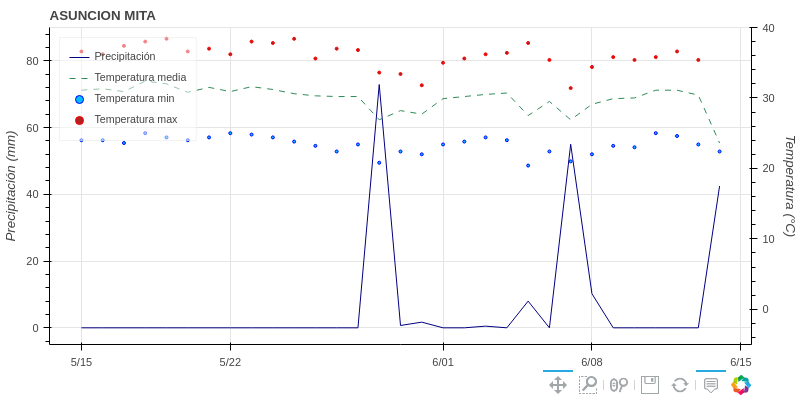 ASUNCION MITA
Precipitación
Temperatura media
Temperatura min
Temperatura max
Precipitación (mm)
80
60
40
20
0
Temperatura (°C)
40
30
20
10
0
5/15
5/22
6/01
6/08
6/15